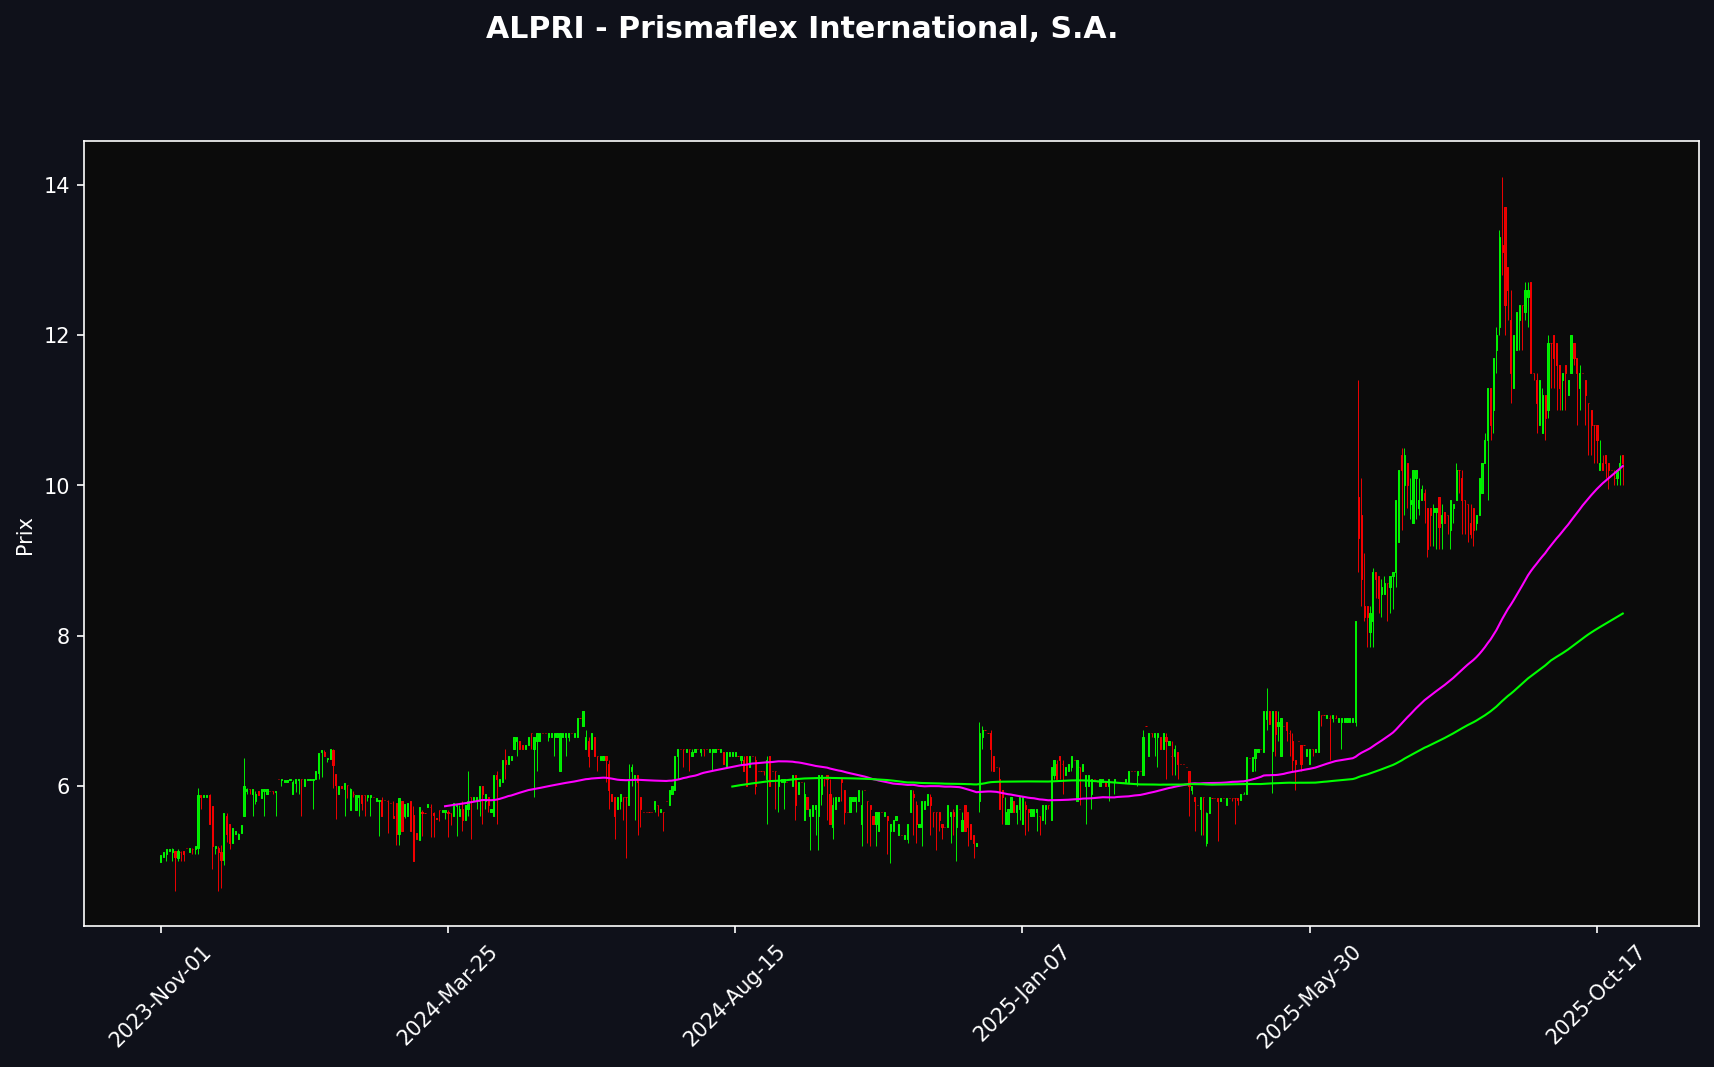 ALPRI - Prismaflex International, S.A.
14
12
10
8
6
Prix
2023-Nov-01
2024-Mar-25
2024-Aug-15
2025-Jan-07
2025-May-30
2025-Oct-17